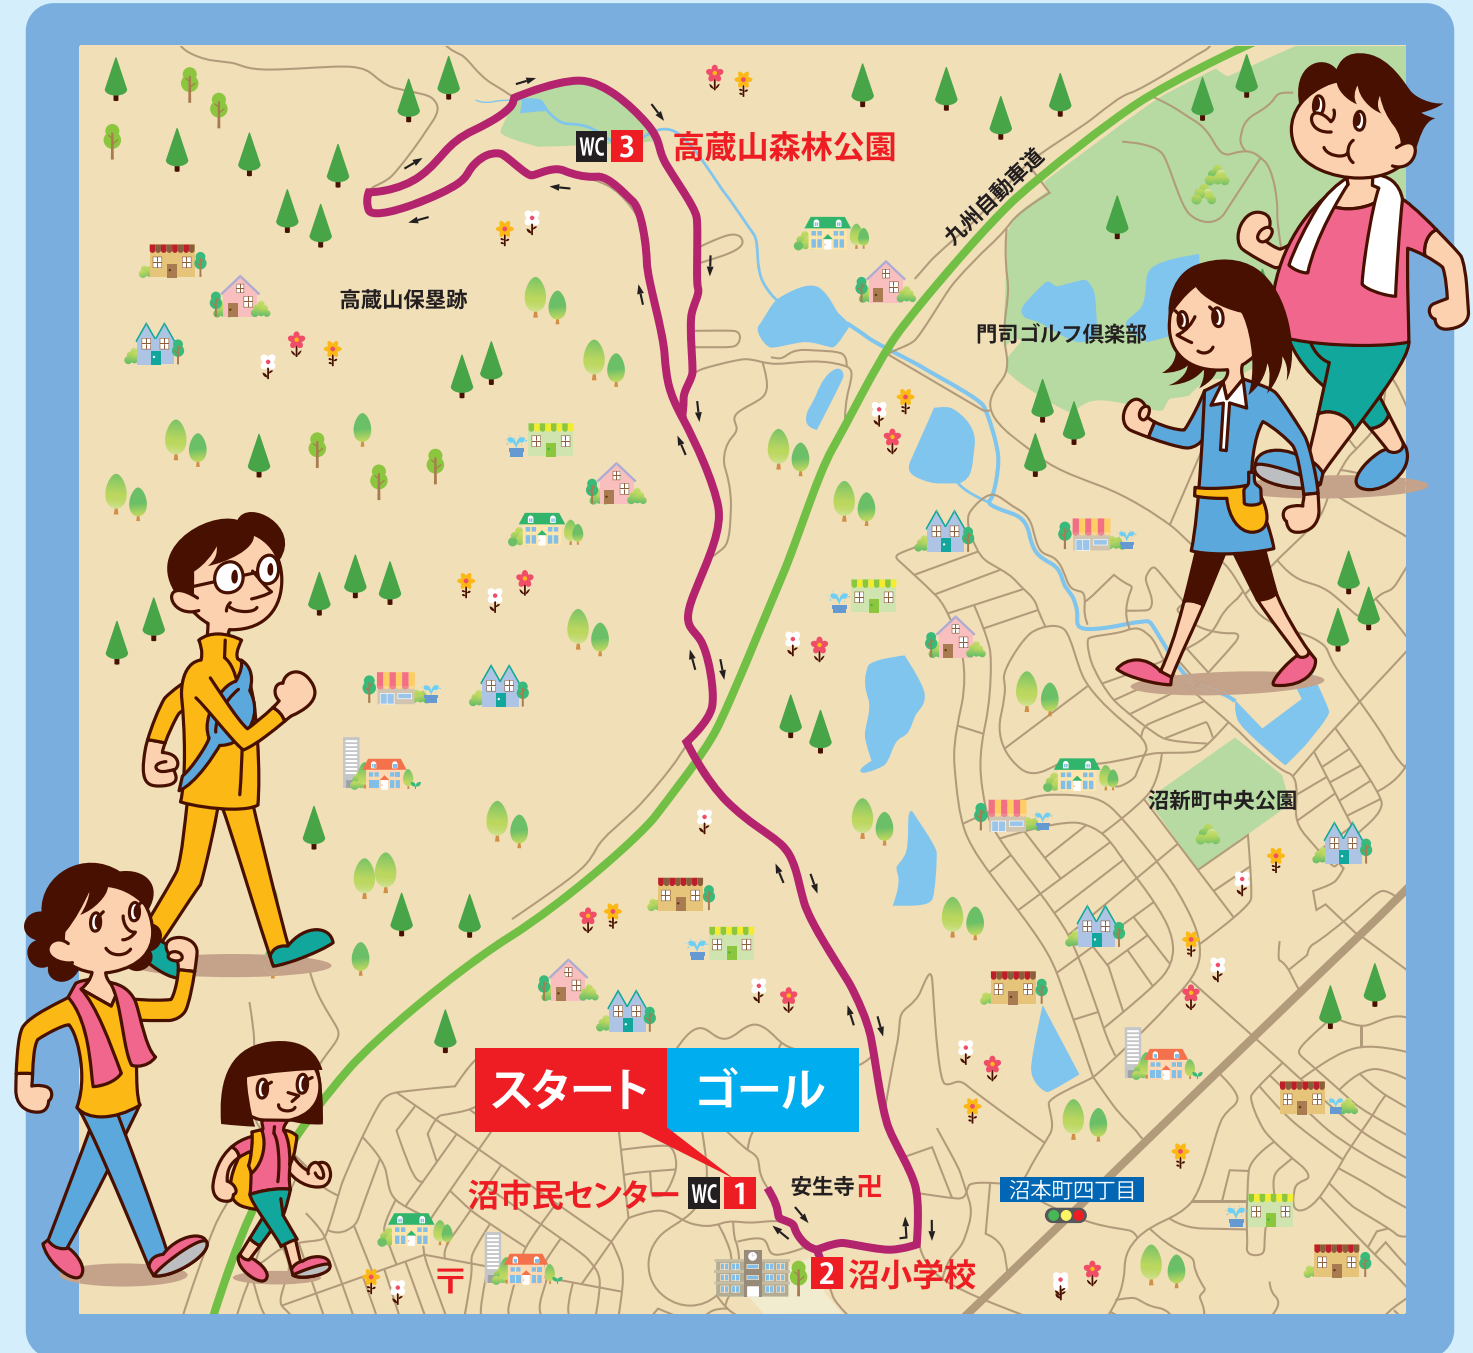 WC 3 高蔵山森林公園
九州自動車道
高蔵山保塁跡
門司ゴルフ倶楽部
沼新町中央公園
スタート ゴール
沼市民センター WC 1
安生寺 卍
沼本町四丁目
〒
2 沼小学校